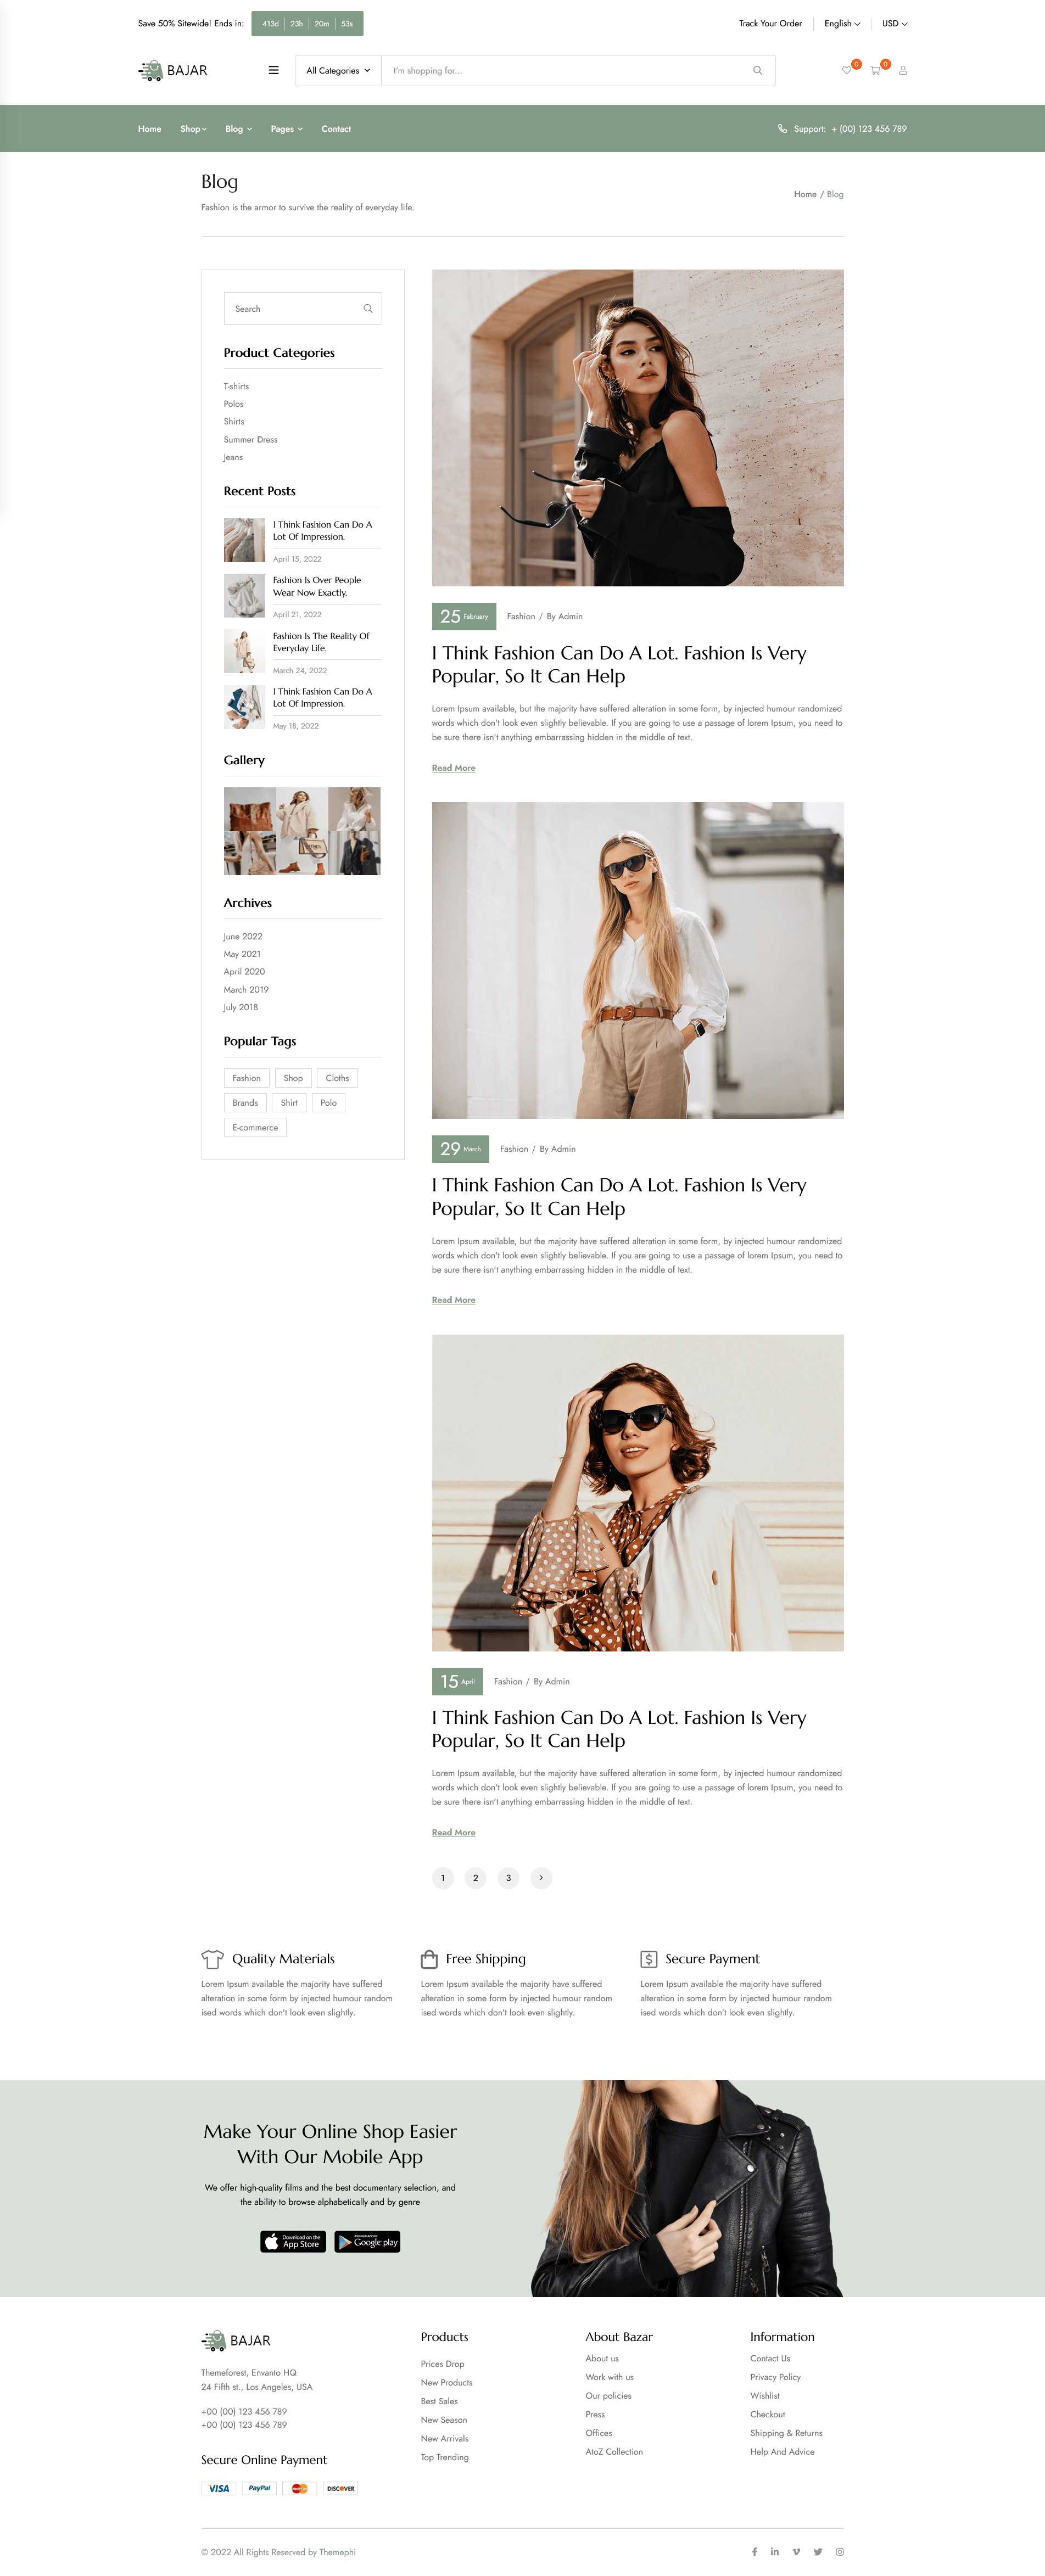 Save 50% Sitewide! Ends in: 413d 23h 20m 53s Track Your Order English USD
BAJAR All Categories I'm shopping for... 0 0
Home Shop Blog Pages Contact Support: + (00) 123 456 789
Blog
Fashion is the armor to survive the reality of everyday life.
Home / Blog
Search
Product Categories
T-shirts
Polos
Shirts
Summer Dress
Jeans
Recent Posts
I Think Fashion Can Do A
Lot Of Impression.
April 15, 2022
Fashion Is Over People
Wear Now Exactly.
April 21, 2022
Fashion Is The Reality Of
Everyday Life.
March 24, 2022
I Think Fashion Can Do A
Lot Of Impression.
May 18, 2022
Gallery
Archives
June 2022
May 2021
April 2020
March 2019
July 2018
Popular Tags
Fashion Shop Cloths
Brands Shirt Polo
E-commerce
25 February Fashion / By Admin
I Think Fashion Can Do A Lot. Fashion Is Very
Popular, So It Can Help
Lorem Ipsum available, but the majority have suffered alteration in some form, by injected humour randomized
words which don't look even slightly believable. If you are going to use a passage of lorem Ipsum, you need to
be sure there isn't anything embarrassing hidden in the middle of text.
Read More
29 March Fashion / By Admin
I Think Fashion Can Do A Lot. Fashion Is Very
Popular, So It Can Help
Lorem Ipsum available, but the majority have suffered alteration in some form, by injected humour randomized
words which don't look even slightly believable. If you are going to use a passage of lorem Ipsum, you need to
be sure there isn't anything embarrassing hidden in the middle of text.
Read More
15 April Fashion / By Admin
I Think Fashion Can Do A Lot. Fashion Is Very
Popular, So It Can Help
Lorem Ipsum available, but the majority have suffered alteration in some form, by injected humour randomized
words which don't look even slightly believable. If you are going to use a passage of lorem Ipsum, you need to
be sure there isn't anything embarrassing hidden in the middle of text.
Read More
1 2 3
Quality Materials
Lorem Ipsum available the majority have suffered
alteration in some form by injected humour random
ised words which don't look even slightly.
Free Shipping
Lorem Ipsum available the majority have suffered
alteration in some form by injected humour random
ised words which don't look even slightly.
Secure Payment
Lorem Ipsum available the majority have suffered
alteration in some form by injected humour random
ised words which don't look even slightly.
Make Your Online Shop Easier
With Our Mobile App
We offer high-quality films and the best documentary selection, and
the ability to browse alphabetically and by genre
Download on the
App Store
Google play
BAJAR
Themeforest, Envanto HQ
24 Fifth st., Los Angeles, USA
+00 (00) 123 456 789
+00 (00) 123 456 789
Secure Online Payment
VISA PayPal DISCOVER
Products
Prices Drop
New Products
Best Sales
New Season
New Arrivals
Top Trending
About Bazar
About us
Work with us
Our policies
Press
Offices
AtoZ Collection
Information
Contact Us
Privacy Policy
Wishlist
Checkout
Shipping & Returns
Help And Advice
© 2022 All Rights Reserved by Themephi